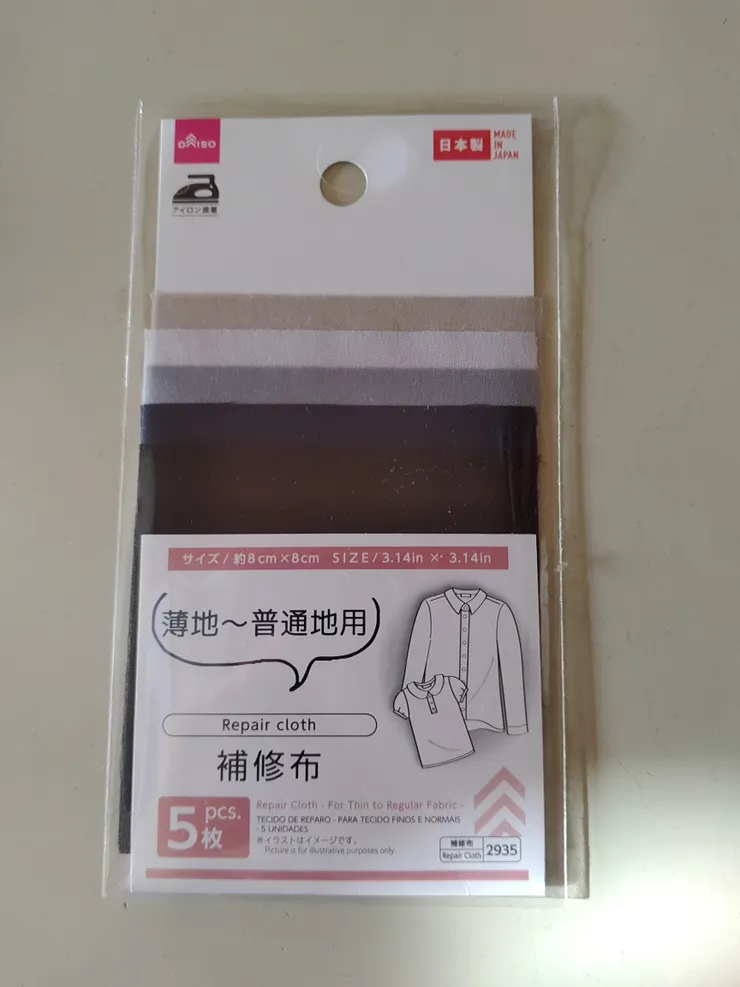 DAISO
日本製
MADE
IN
JAPAN
アイロン接着
サイズ/約8cm×8cm SIZE/3.14in × 3.14in
薄地～普通地用
Repair cloth
補修布
5 pcs.
枚
Repair Cloth - For Thin to Regular Fabric -
TECIDO DE REPARO - PARA TECIDO FINOS E NORMAIS
- 5 UNIDADES
※イラストはイメージです。
Picture is for illustrative purposes only
補修布
Repair Cloth
2935